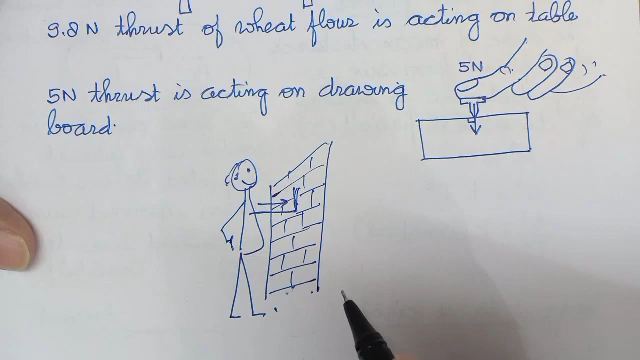 9.8 N thrust of wheat flour is acting on table
5N
5N thrust is acting on drawing
board.